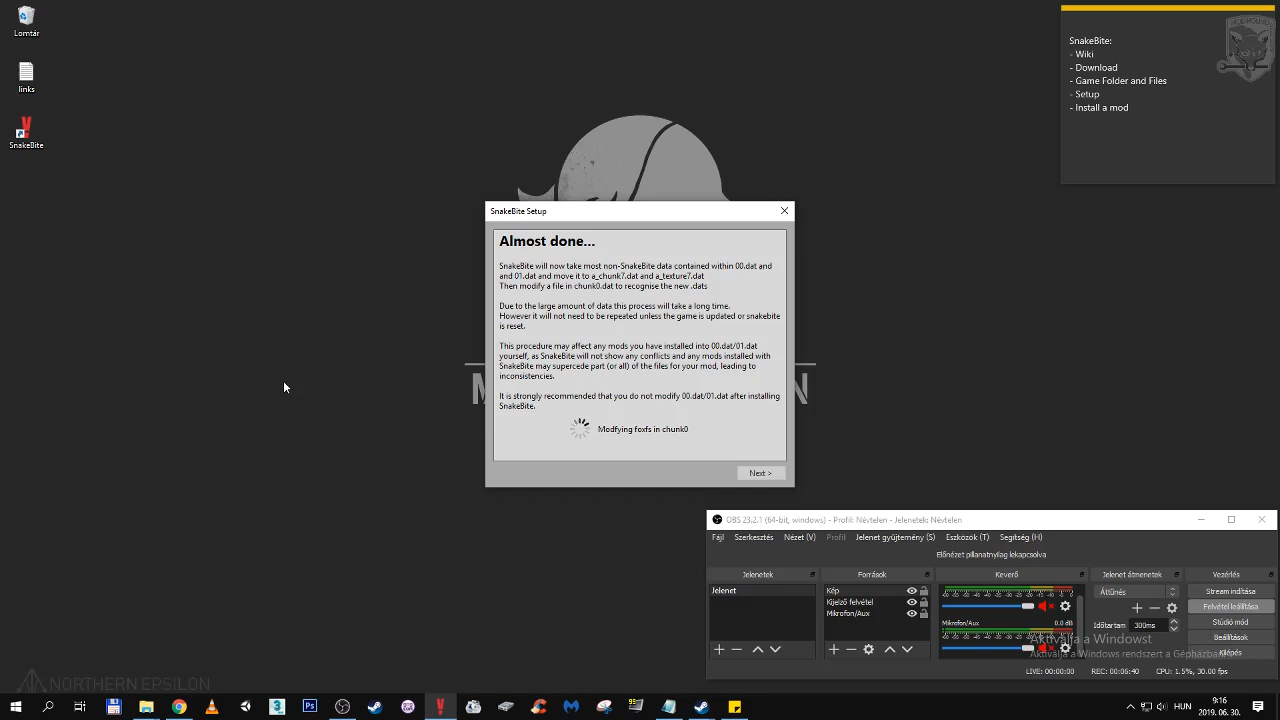 Lomtár
links
SnakeBite
SnakeBite:
- Wiki
- Download
- Game Folder and Files
- Setup
- Install a mod
SnakeBite Setup
Almost done...
SnakeBite will now take most non-SnakeBite data contained within 00.dat and
and 01.dat and move it to a_chunk7.dat and a_texture7.dat
Then modify a file in chunk0.dat to recognise the new .dats
Due to the large amount of data this process will take a long time.
However it will not need to be repeated unless the game is updated or snakebite
is reset.
This procedure may affect any mods you have installed into 00.dat/01.dat
yourself, as SnakeBite will not show any conflicts and any mods installed with
SnakeBite may supercede part (or all) of the files for your mod, leading to
inconsistencies.
It is strongly recommended that you do not modify 00.dat/01.dat after installing
SnakeBite.
Modfying foxfs in chunk0
Next >
OBS 23.2.1 (64-bit, windows) - Profil: Névtelen - Jelenetek: Névtelen
Fájl Szerkesztés Nézet (V) Profil Jelenet gyűjtemény (S) Eszközök (T) Segítség (H)
Előnézet pillanatnyilag lekapcsolva
Jelenetek Források Keverő Jelenet átmenetek Vezérlés
Jelenet
Kép
Kijelző felvétel
Mikrofon/Aux
Mikrofon/Aux 0.0 dB
Áttűnés
Időtartam 300ms
Stream indítása
Felvétel leállítása
Stúdió mód
Beállítások
Kilépés
Aktiválja a Windowst
Aktiválja a Windows rendszert a Gépházban.
LIVE: 00:00:00 REC: 00:06:40 CPU: 1.5%, 30.00 fps
NORTHERN EPSILON
HUN
9:16
2019. 06. 30.